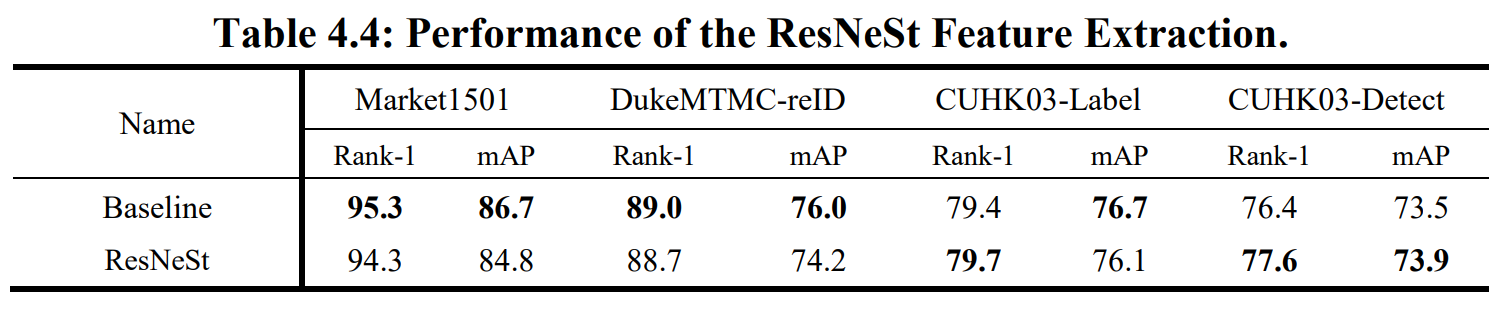 Table 4.4: Performance of the ResNeSt Feature Extraction.
Name Market1501 DukeMTMC-reID CUHK03-Label CUHK03-Detect
Rank-1 mAP Rank-1 mAP Rank-1 mAP Rank-1 mAP
Baseline 95.3 86.7 89.0 76.0 79.4 76.7 76.4 73.5
ResNeSt 94.3 84.8 88.7 74.2 79.7 76.1 77.6 73.9